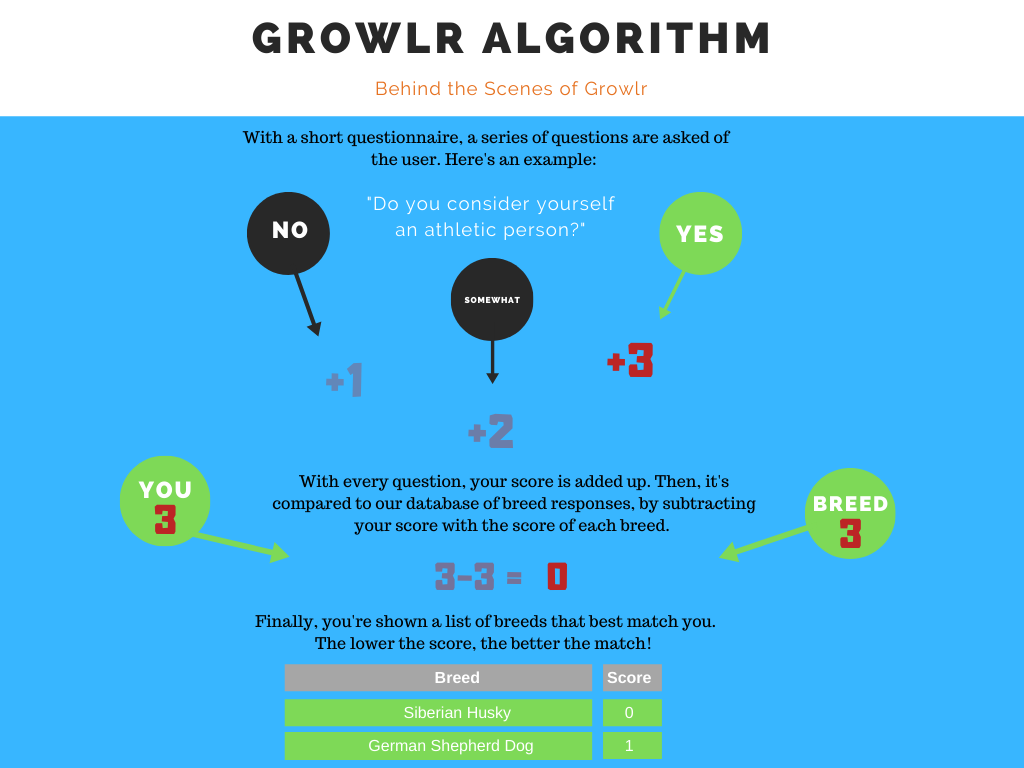 GROWLR ALGORITHM
Behind the Scenes of Growlr
With a short questionnaire, a series of questions are asked of
the user. Here's an example:
"Do you consider yourself
an athletic person?"
NO
SOMEWHAT
YES
+1
+2
+3
With every question, your score is added up. Then, it's
compared to our database of breed responses, by subtracting
your score with the score of each breed.
YOU
3
BREED
3
3-3 = 0
Finally, you're shown a list of breeds that best match you.
The lower the score, the better the match!
Breed Score
Siberian Husky 0
German Shepherd Dog 1